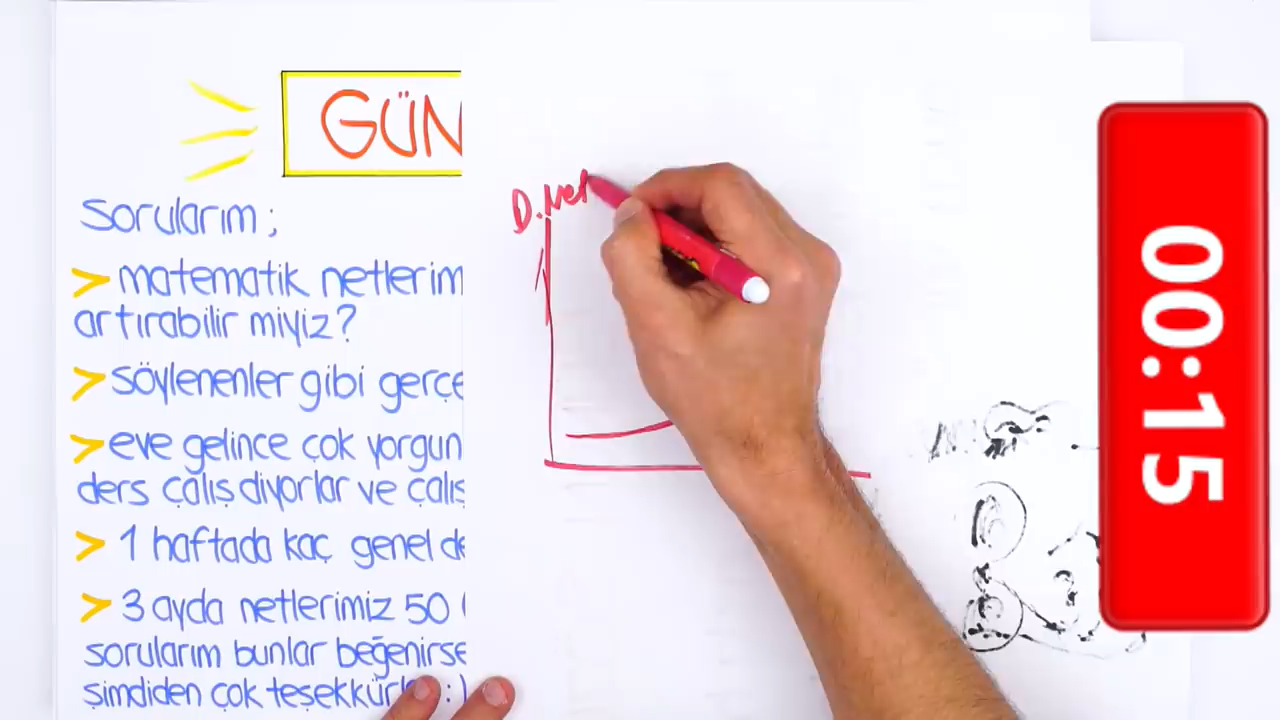 GÜN
sorularım;
> matematik netlerim
artırabilir miyiz?
> söylenenler gibi gerçe
> eve gelince çok yorgun
ders çalış diyorlar ve çalış
> 1 haftada kaç genel de
> 3 ayda netlerimiz 50
sorularım bunlar beğenirse
şimdiden çok teşekkürl :)
D.Net
00:15